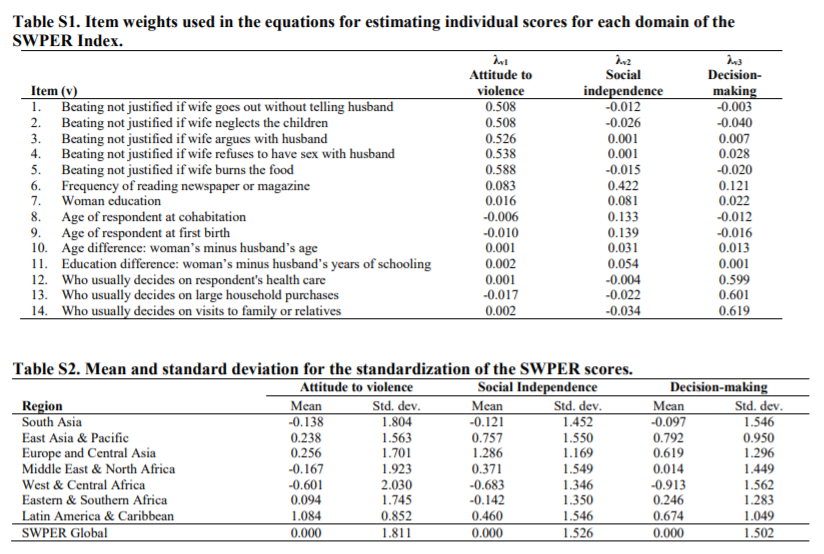 Table S1. Item weights used in the equations for estimating individual scores for each domain of the
SWPER Index.
λv1 λv2 λv3
Attitude to Social Decision-
Item (v) violence independence making
1. Beating not justified if wife goes out without telling husband 0.508 -0.012 -0.003
2. Beating not justified if wife neglects the children 0.508 -0.026 -0.040
3. Beating not justified if wife argues with husband 0.526 0.001 0.007
4. Beating not justified if wife refuses to have sex with husband 0.538 0.001 0.028
5. Beating not justified if wife burns the food 0.588 -0.015 -0.020
6. Frequency of reading newspaper or magazine 0.083 0.422 0.121
7. Woman education 0.016 0.081 0.022
8. Age of respondent at cohabitation -0.006 0.133 -0.012
9. Age of respondent at first birth -0.010 0.139 -0.016
10. Age difference: woman's minus husband's age 0.001 0.031 0.013
11. Education difference: woman's minus husband's years of schooling 0.002 0.054 0.001
12. Who usually decides on respondent's health care 0.001 -0.004 0.599
13. Who usually decides on large household purchases -0.017 -0.022 0.601
14. Who usually decides on visits to family or relatives 0.002 -0.034 0.619
Table S2. Mean and standard deviation for the standardization of the SWPER scores.
Attitude to violence Social Independence Decision-making
Region Mean Std. dev. Mean Std. dev. Mean Std. dev.
South Asia -0.138 1.804 -0.121 1.452 -0.097 1.546
East Asia & Pacific 0.238 1.563 0.757 1.550 0.792 0.950
Europe and Central Asia 0.256 1.701 1.286 1.169 0.619 1.296
Middle East & North Africa -0.167 1.923 0.371 1.549 0.014 1.449
West & Central Africa -0.601 2.030 -0.683 1.346 -0.913 1.562
Eastern & Southern Africa 0.094 1.745 -0.142 1.350 0.246 1.283
Latin America & Caribbean 1.084 0.852 0.460 1.546 0.674 1.049
SWPER Global 0.000 1.811 0.000 1.526 0.000 1.502